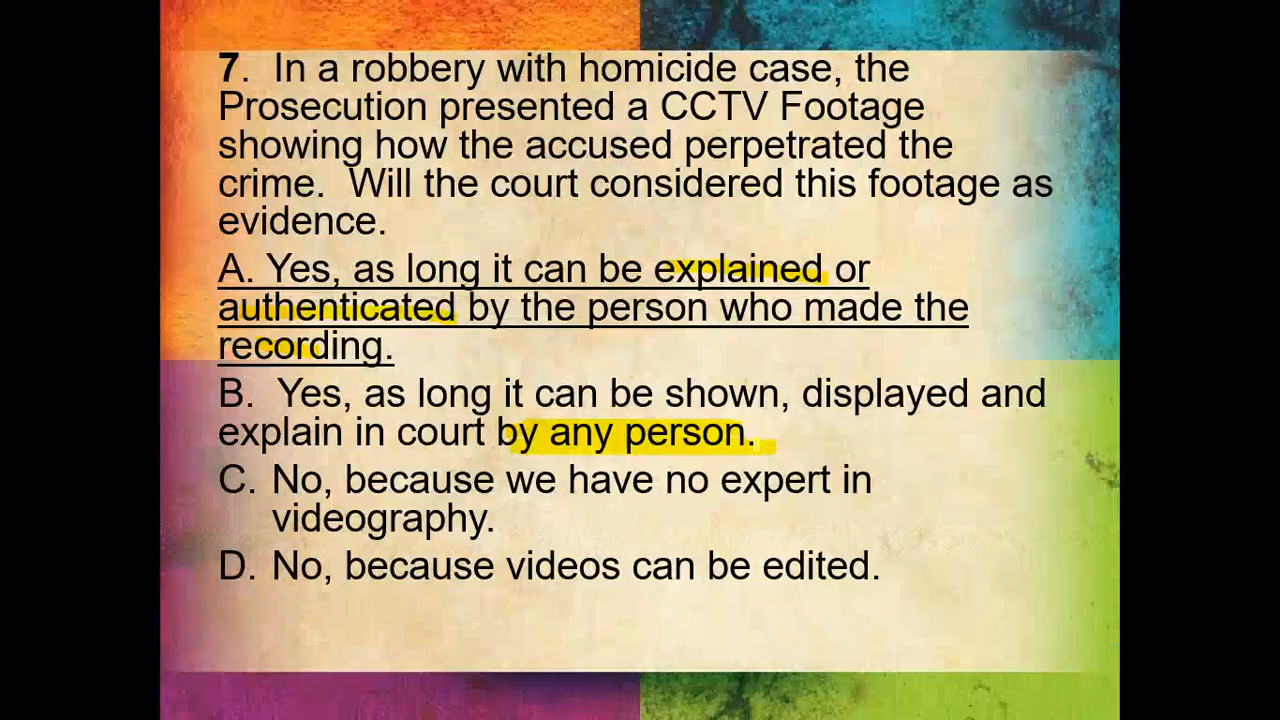 7. In a robbery with homicide case, the
Prosecution presented a CCTV Footage
showing how the accused perpetrated the
crime. Will the court considered this footage as
evidence.
A. Yes, as long it can be explained or
authenticated by the person who made the
recording.
B. Yes, as long it can be shown, displayed and
explain in court by any person.
C. No, because we have no expert in
videography.
D. No, because videos can be edited.